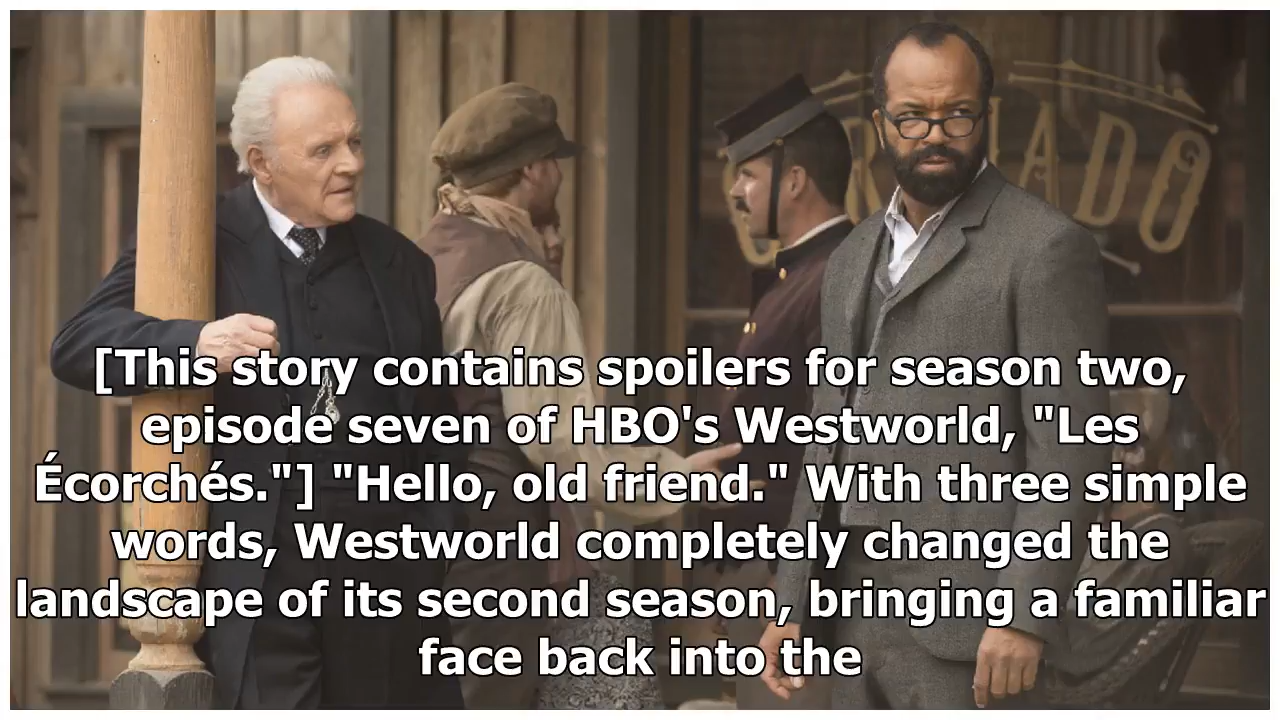 CORONADO
[This story contains spoilers for season two,
episode seven of HBO's Westworld, "Les
Écorchés."] "Hello, old friend." With three simple
words, Westworld completely changed the
landscape of its second season, bringing a familiar
face back into the